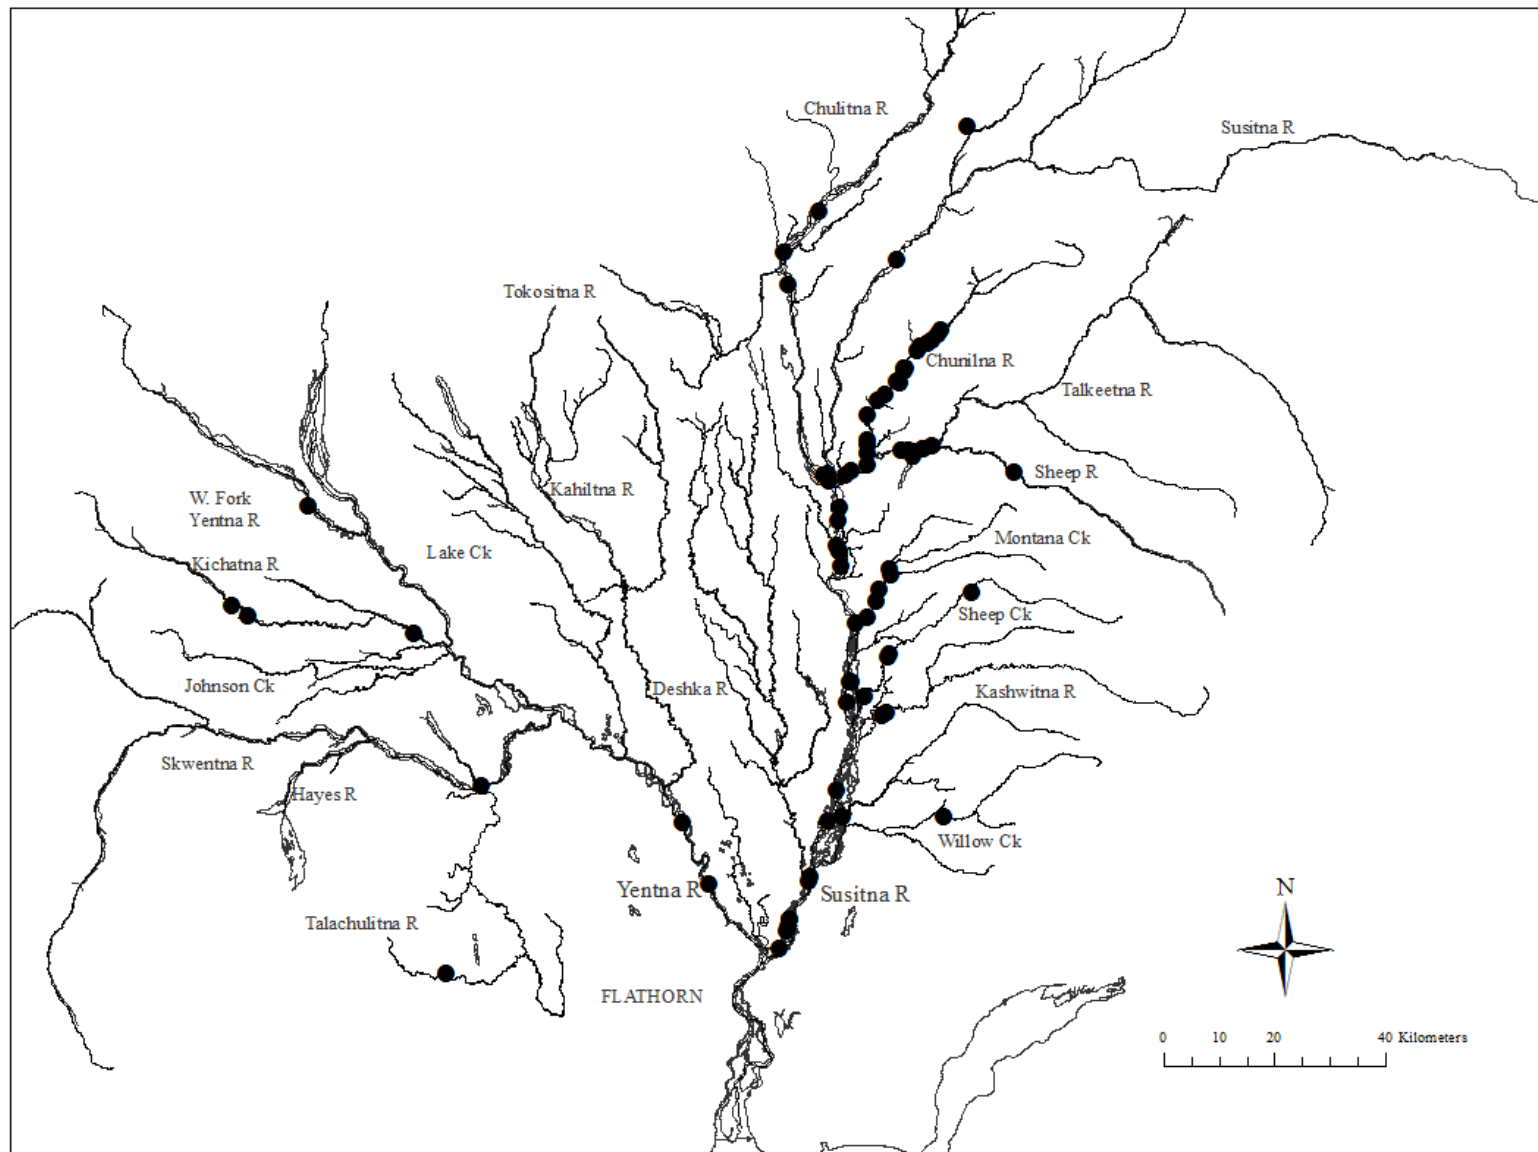 Chulitna R
Susitna R
Tokositna R
Chunilna R
Talkeetna R
Sheep R
Kahiltna R
W. Fork
Yentna R
Lake Ck
Montana Ck
Kichatna R
Sheep Ck
Johnson Ck
Deshka R
Kashwitna R
Skwentna R
Hayes R
Willow Ck
Yentna R
Susitna R
N
Talachulitna R
FLATHORN
0 10 20 40 Kilometers